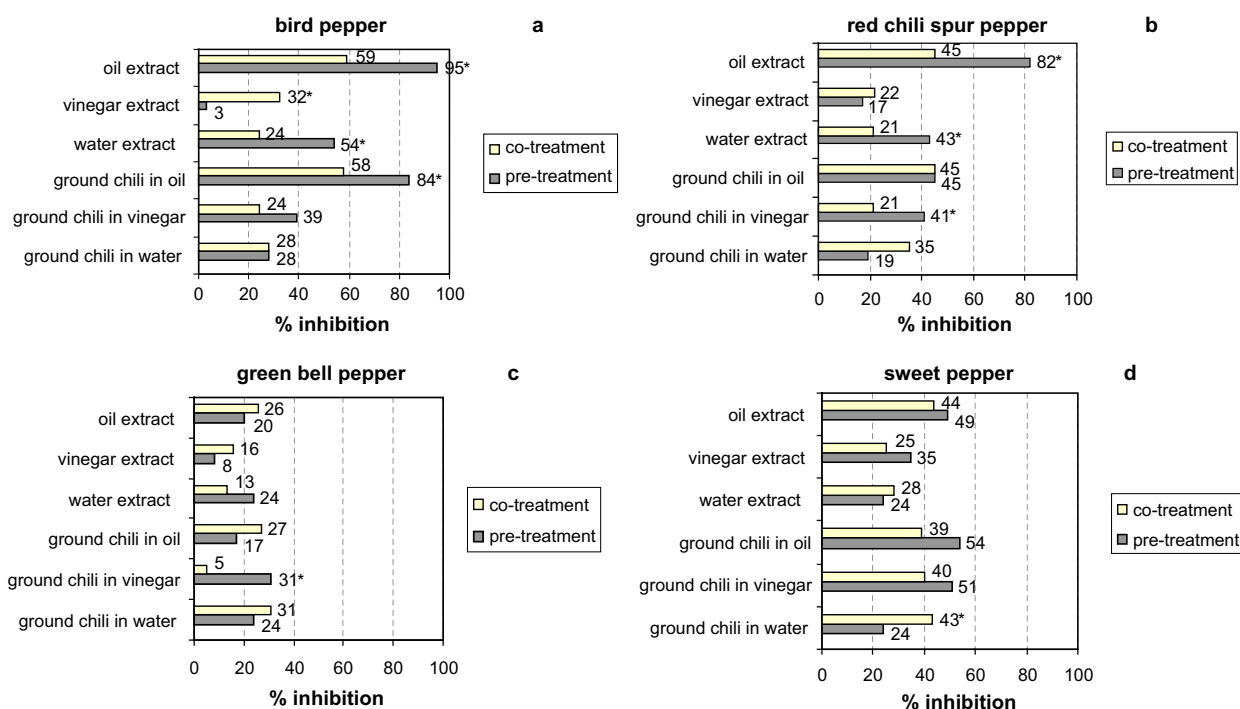 bird pepper a
oil extract 59
95*
vinegar extract 32*
3
water extract 24
54*
ground chili in oil 58
84*
ground chili in vinegar 24
39
ground chili in water 28
28
0 20 40 60 80 100
% inhibition
co-treatment
pre-treatment
red chili spur pepper b
oil extract 45
82*
vinegar extract 22
17
water extract 21
43*
ground chili in oil 45
45
ground chili in vinegar 21
41*
ground chili in water 35
19
0 20 40 60 80 100
% inhibition
co-treatment
pre-treatment
green bell pepper c
oil extract 26
20
vinegar extract 16
8
water extract 13
24
ground chili in oil 27
17
ground chili in vinegar 5
31*
ground chili in water 31
24
0 20 40 60 80 100
% inhibition
co-treatment
pre-treatment
sweet pepper d
oil extract 44
49
vinegar extract 25
35
water extract 28
24
ground chili in oil 39
54
ground chili in vinegar 40
51
ground chili in water 43*
24
0 20 40 60 80 100
% inhibition
co-treatment
pre-treatment